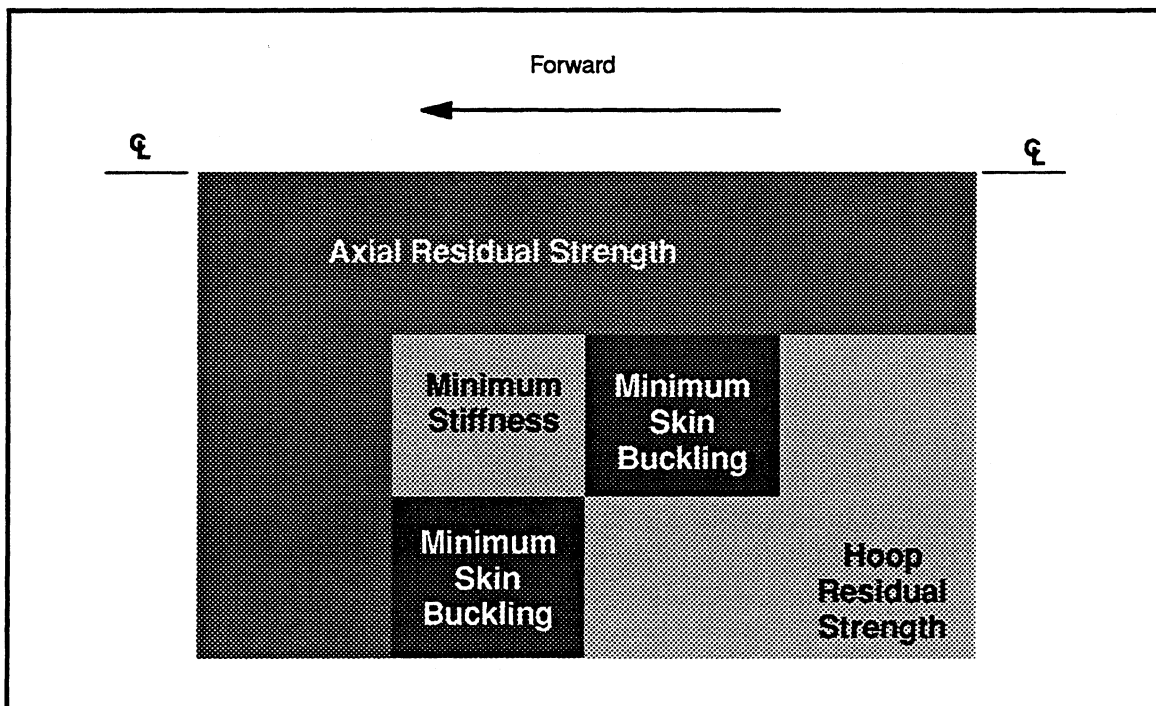 Forward
℄ ℄
Axial Residual Strength
Minimum
Stiffness
Minimum
Skin
Buckling
Minimum
Skin
Buckling
Hoop
Residual
Strength